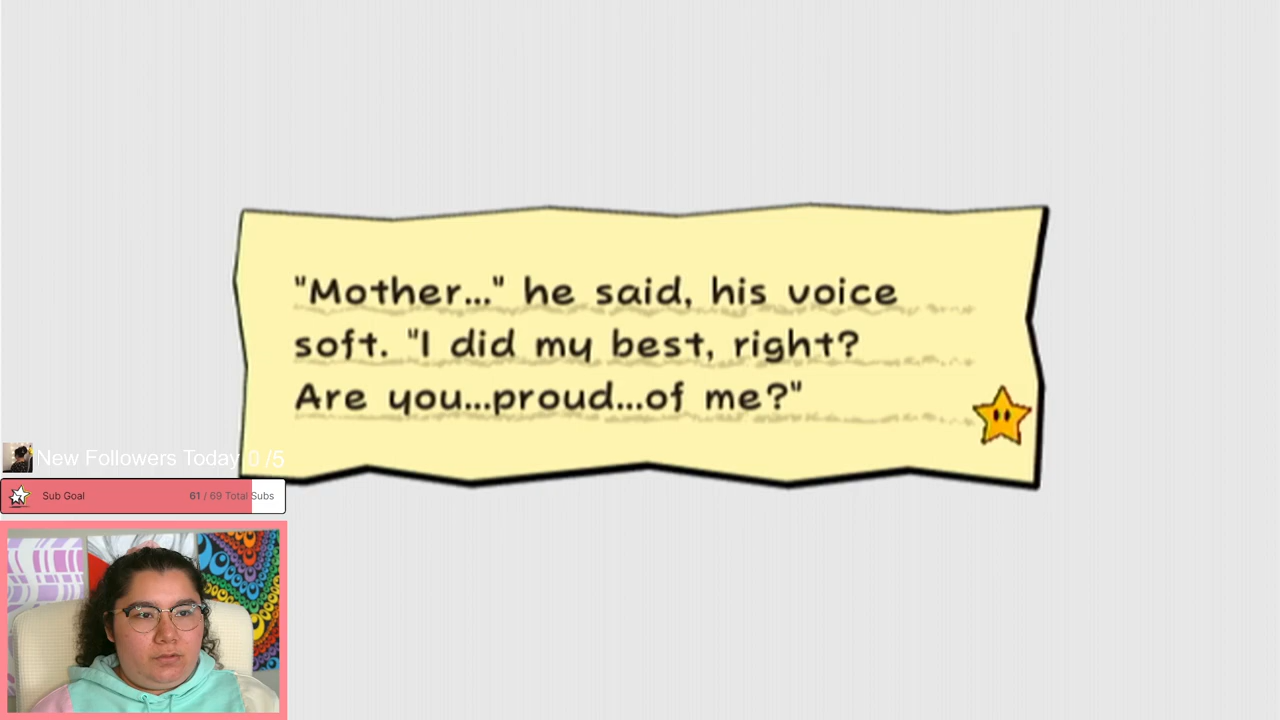 "Mother..." he said, his voice
soft. "I did my best, right?
Are you...proud...of me?"
New Followers Today 0 /5
Sub Goal 61 / 69 Total Subs